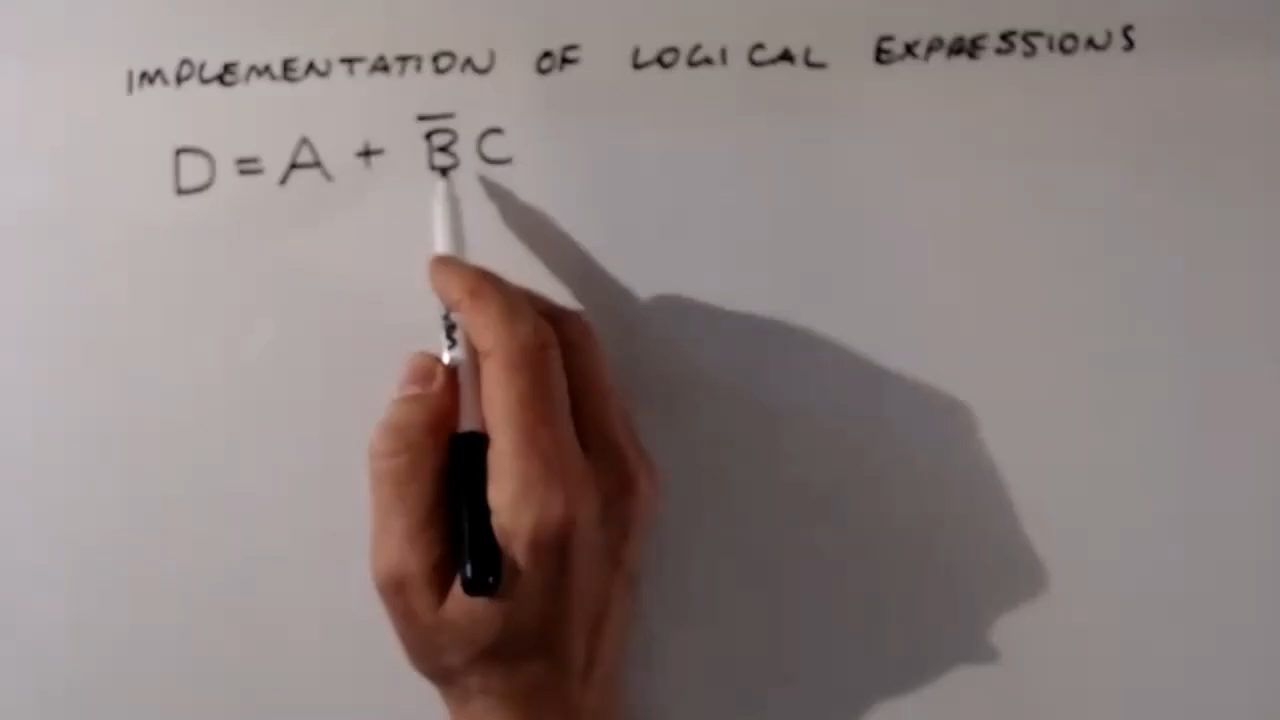 IMPLEMENTATION OF LOGICAL EXPRESSIONS
D = A + B̅ C